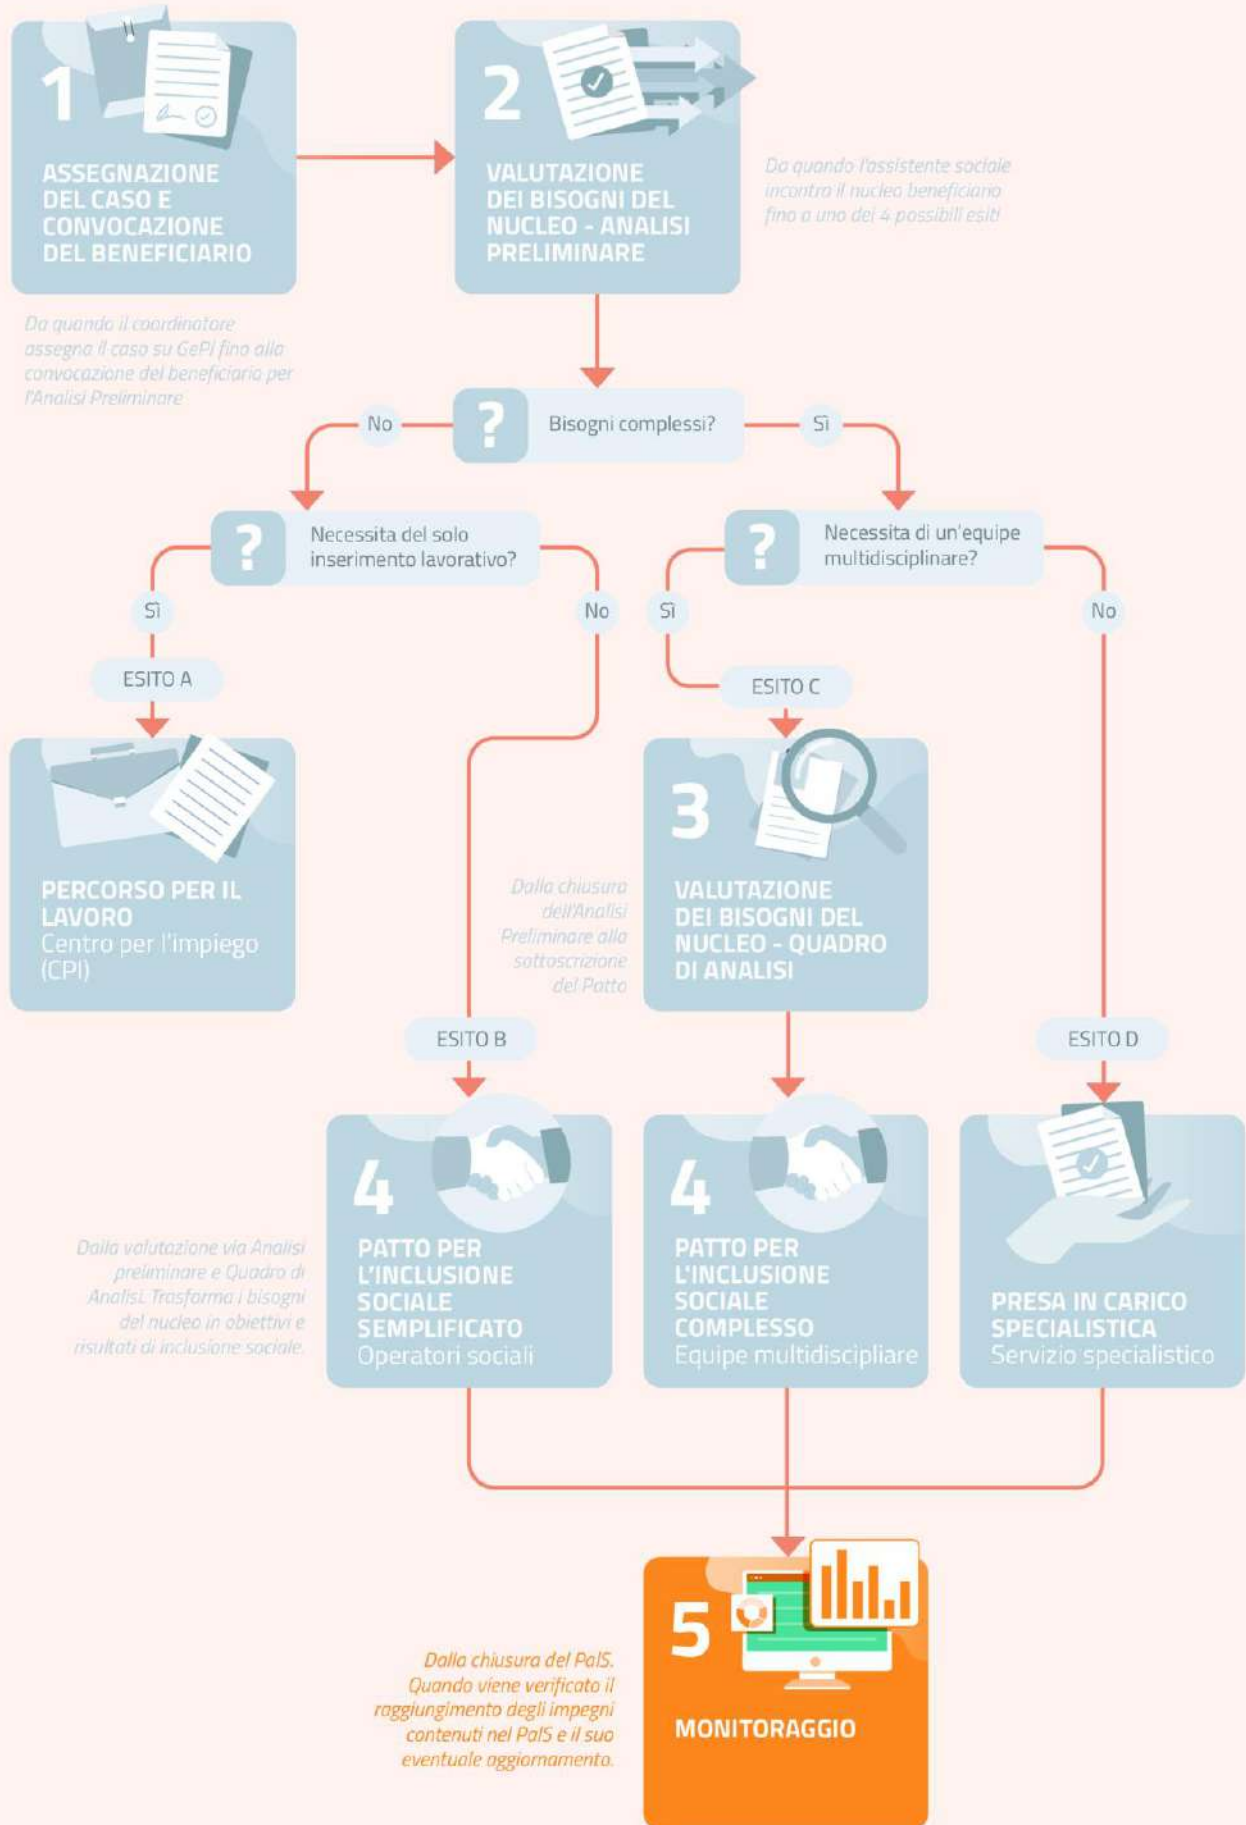 1
ASSEGNAZIONE
DEL CASO E
CONVOCAZIONE
DEL BENEFICIARIO
Da quando il coordinatore
assegna il caso su GePI fino alla
convocazione del beneficiario per
l'Analisi Preliminare
2
VALUTAZIONE
DEI BISOGNI DEL
NUCLEO - ANALISI
PRELIMINARE
Da quando l'assistente sociale
incontra il nucleo beneficiario
fino a uno dei 4 possibili esiti
No
?
Bisogni complessi?
Sì
?
Necessita del solo
inserimento lavorativo?
?
Necessita di un'equipe
multidisciplinare?
Sì
No
Sì
No
ESITO A
ESITO C
PERCORSO PER IL
LAVORO
Centro per l'impiego
(CPI)
Dalla chiusura
dell'Analisi
Preliminare alla
sottoscrizione
del Patto
3
VALUTAZIONE
DEI BISOGNI DEL
NUCLEO - QUADRO
DI ANALISI
ESITO B
ESITO D
Dalla valutazione via Analisi
preliminare e Quadro di
Analisi. Trasforma i bisogni
del nucleo in obiettivi e
risultati di inclusione sociale.
4
PATTO PER
L'INCLUSIONE
SOCIALE
SEMPLIFICATO
Operatori sociali
4
PATTO PER
L'INCLUSIONE
SOCIALE
COMPLESSO
Equipe multidiscipliare
PRESA IN CARICO
SPECIALISTICA
Servizio specialistico
Dalla chiusura del PaIS.
Quando viene verificato il
raggiungimento degli impegni
contenuti nel PaIS e il suo
eventuale aggiornamento.
5
MONITORAGGIO